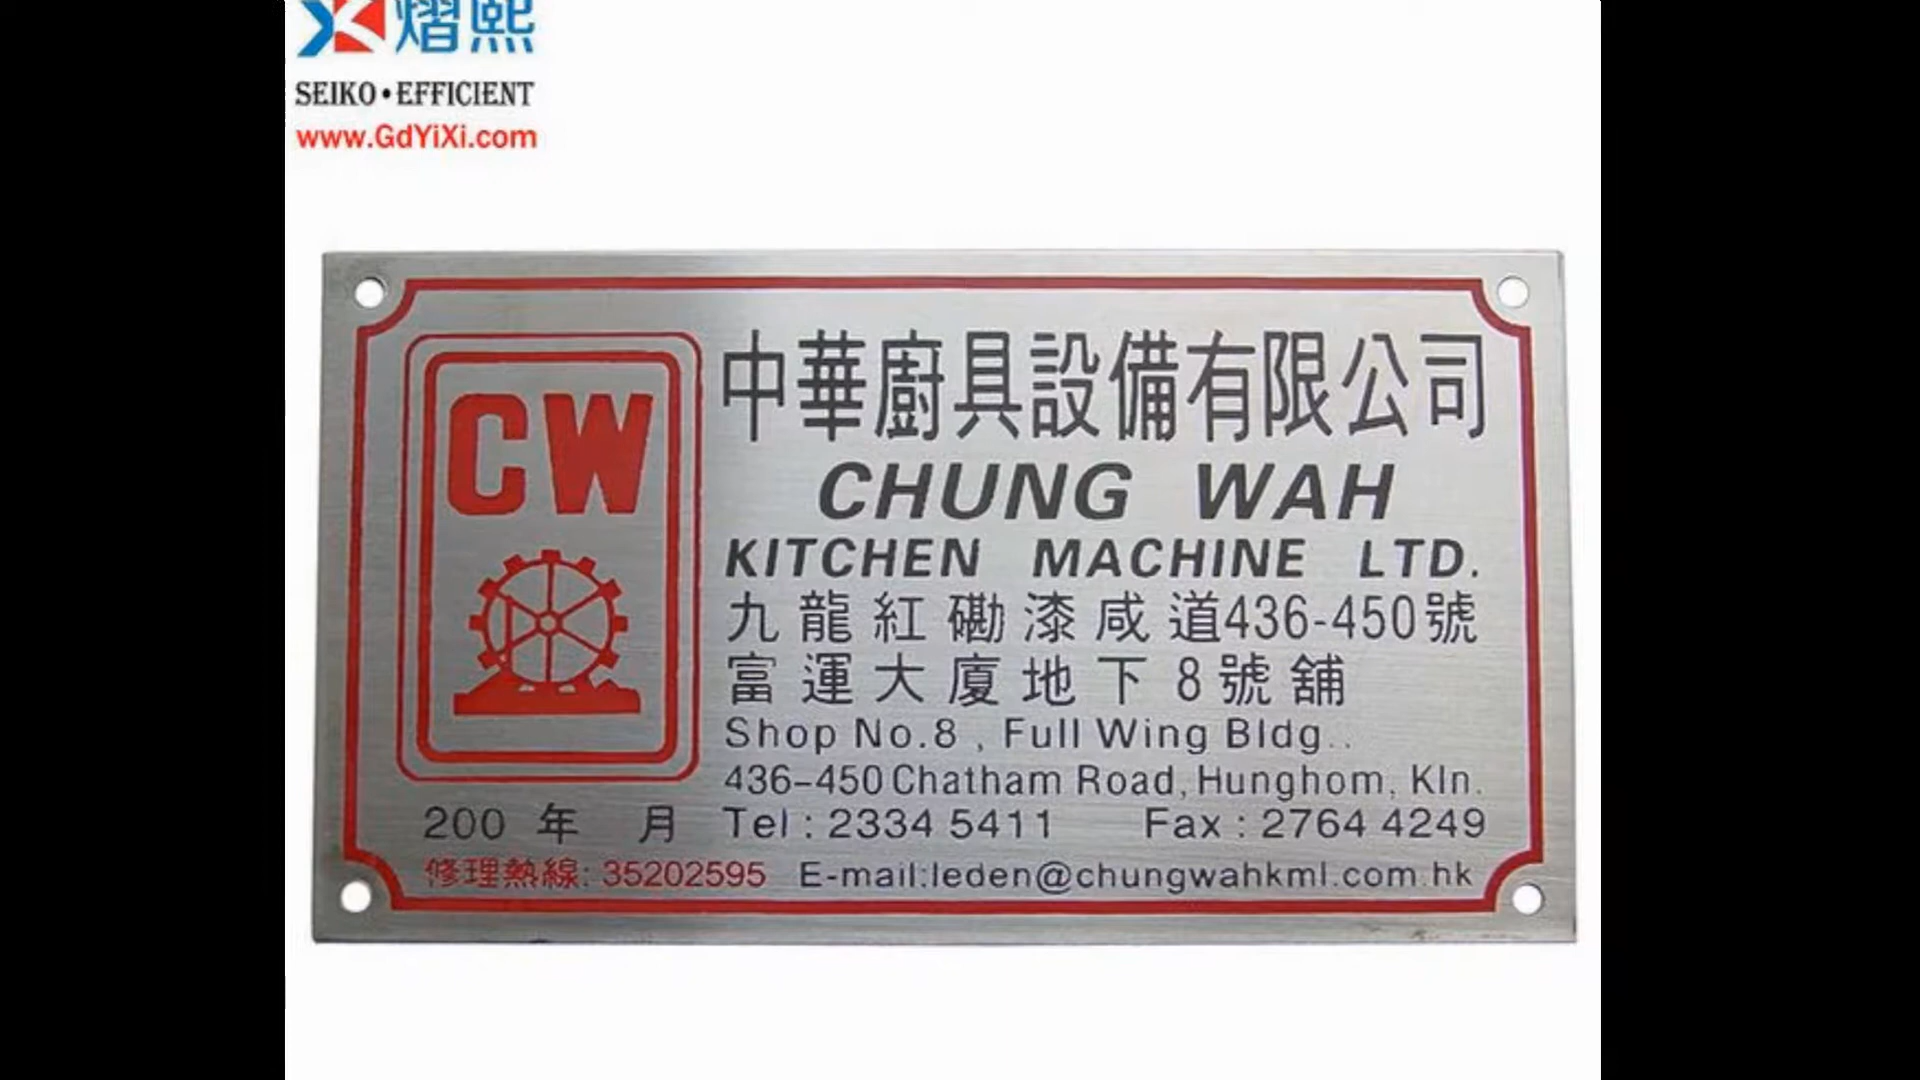 熠熙
SEIKO•EFFICIENT
www.GdYiXi.com
中華廚具設備有限公司
CHUNG WAH
KITCHEN MACHINE LTD.
九龍紅磡漆咸道436-450號
富運大廈地下8號舖
Shop No.8 , Full Wing Bldg..
436-450 Chatham Road, Hunghom, Kln.
Tel : 2334 5411 Fax : 2764 4249
CW
200 年 月
修理熱線: 35202595 E-mail:leden@chungwahkml.com.hk